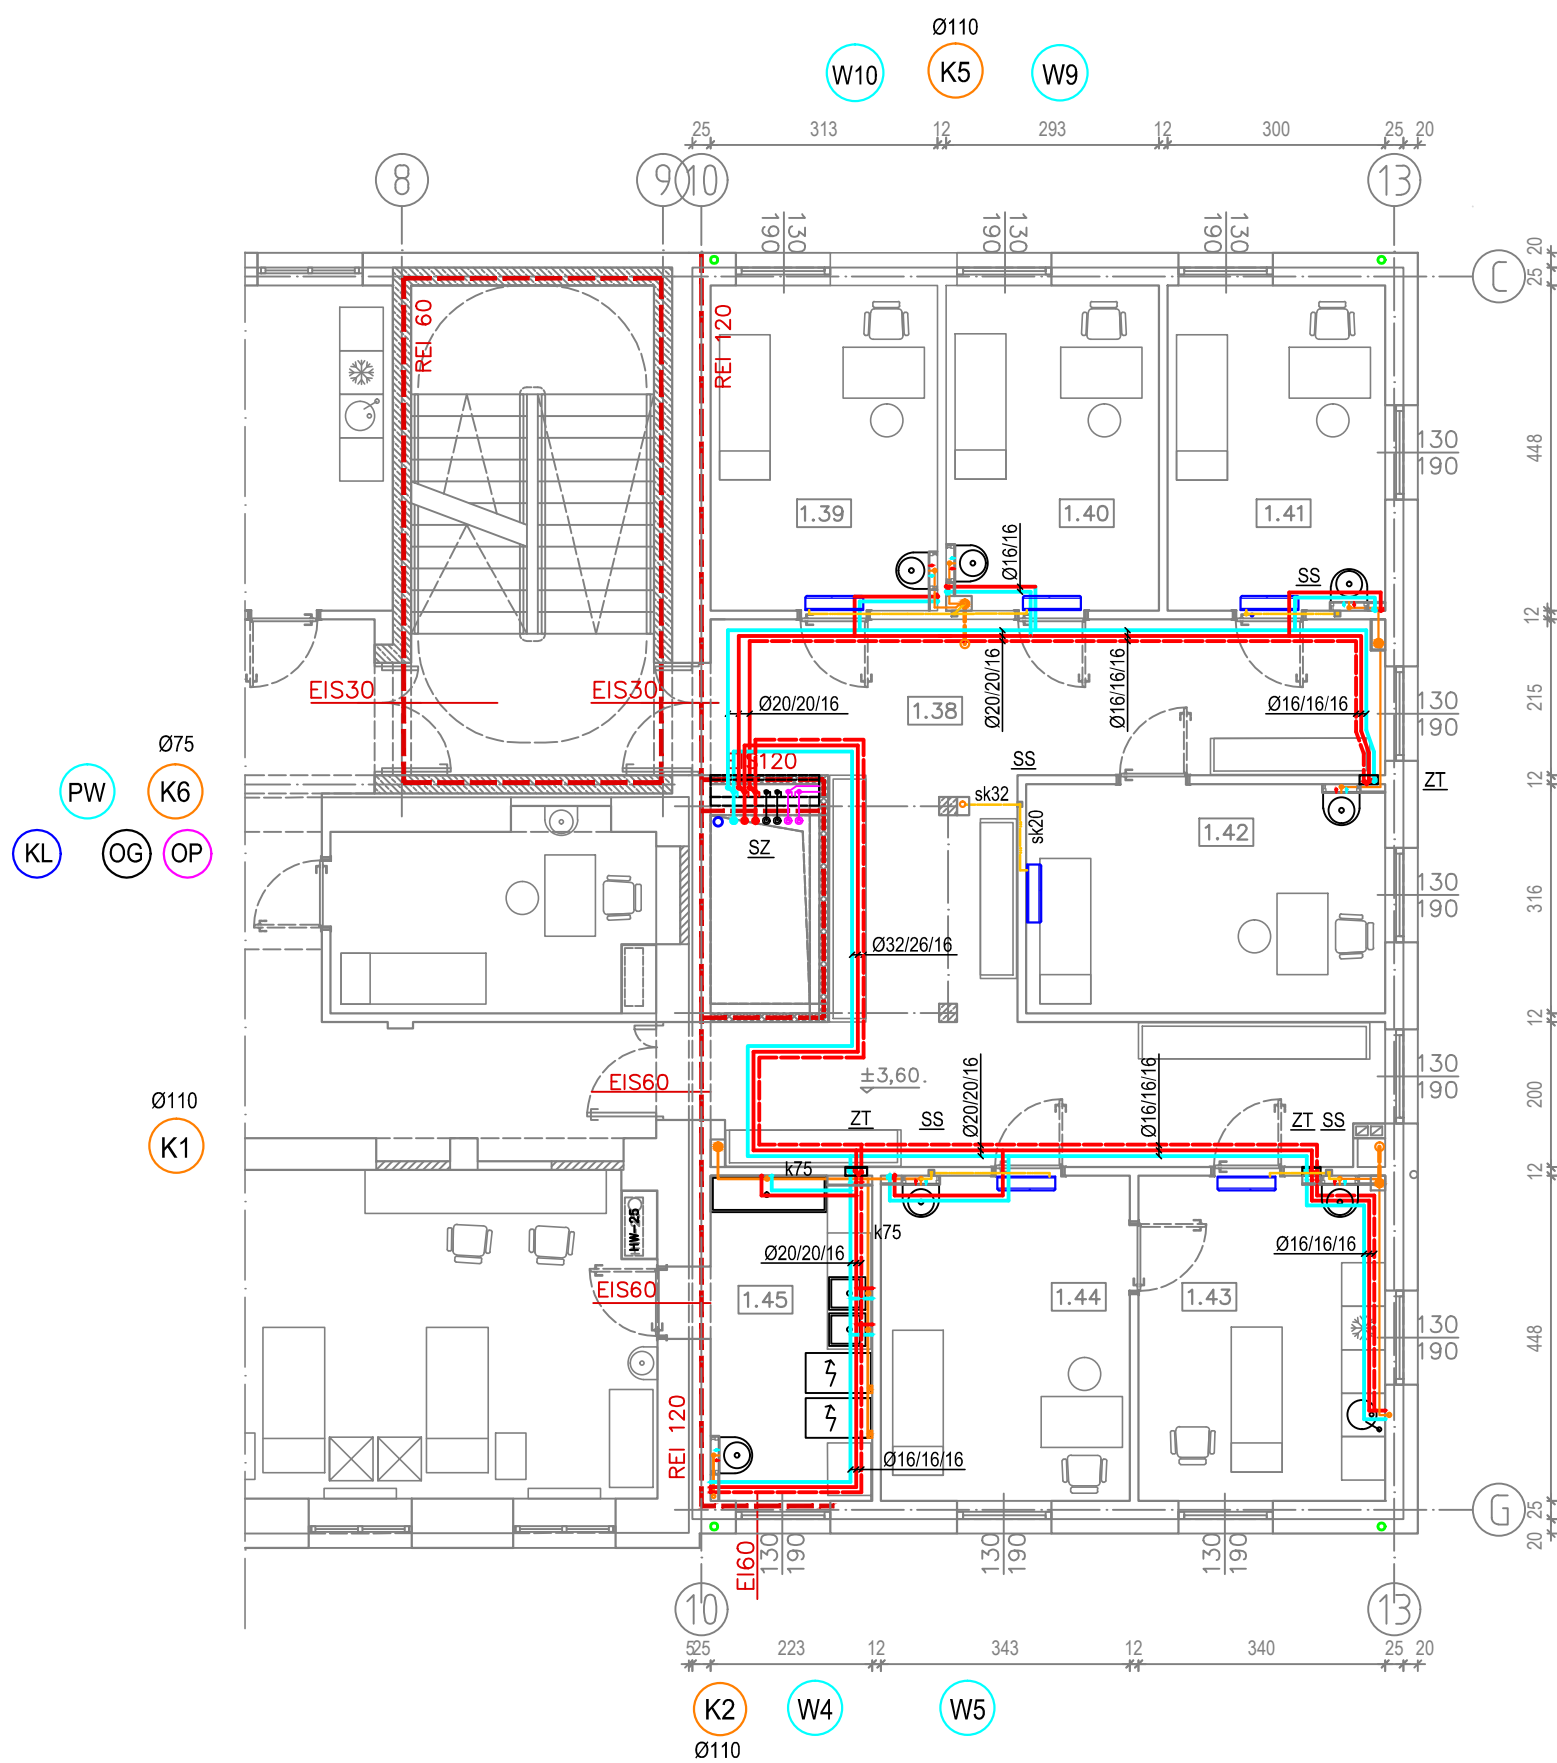 Ø110
W10
K5
W9
25
313
12
293
12
300
25
20
8
9
10
13
130
190
130
190
130
190
C
20
25
REI 60
REI 120
130
190
448
1.39
1.40
1.41
Ø16/16
SS
12
EIS30
EIS30
Ø20/20/16
1.38
Ø20/20/16
Ø16/16/16
Ø16/16/16
130
190
215
Ø75
PW
K6
120
SS
ZT
12
KL
OG
OP
sk32
sk20
SZ
1.42
130
190
316
Ø32/26/16
12
EIS60
±3,60.
Ø20/20/16
Ø16/16/16
130
190
200
Ø110
K1
ZT
SS
ZT
SS
k75
12
HW-25
k75
Ø20/20/16
Ø16/16/16
EIS60
1.45
1.44
1.43
130
190
448
REI 120
Ø16/16/16
G
25
20
EI60
130
190
130
190
130
190
10
13
5
25
223
12
343
12
340
25
20
K2
W4
W5
Ø110